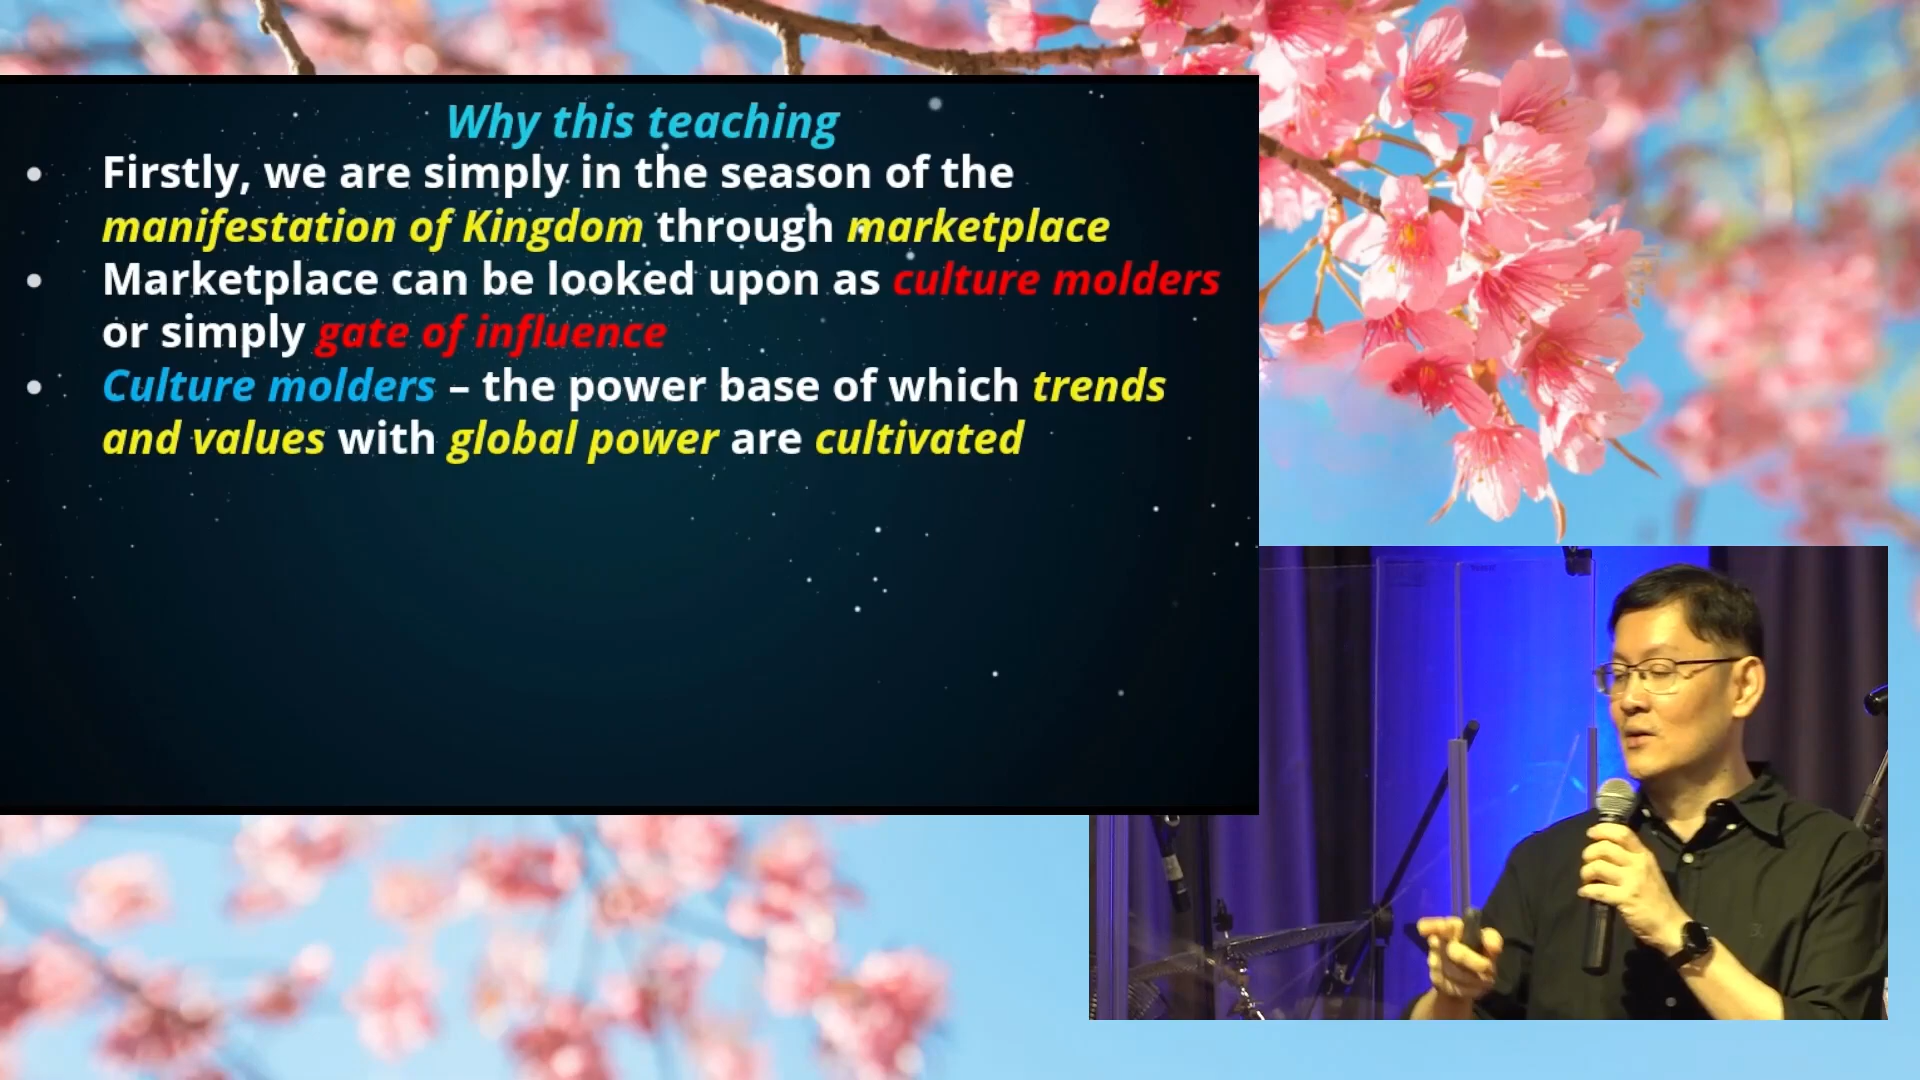 Why this teaching
• Firstly, we are simply in the season of the
manifestation of Kingdom through marketplace
• Marketplace can be looked upon as culture molders
or simply gate of influence
• Culture molders – the power base of which trends
and values with global power are cultivated